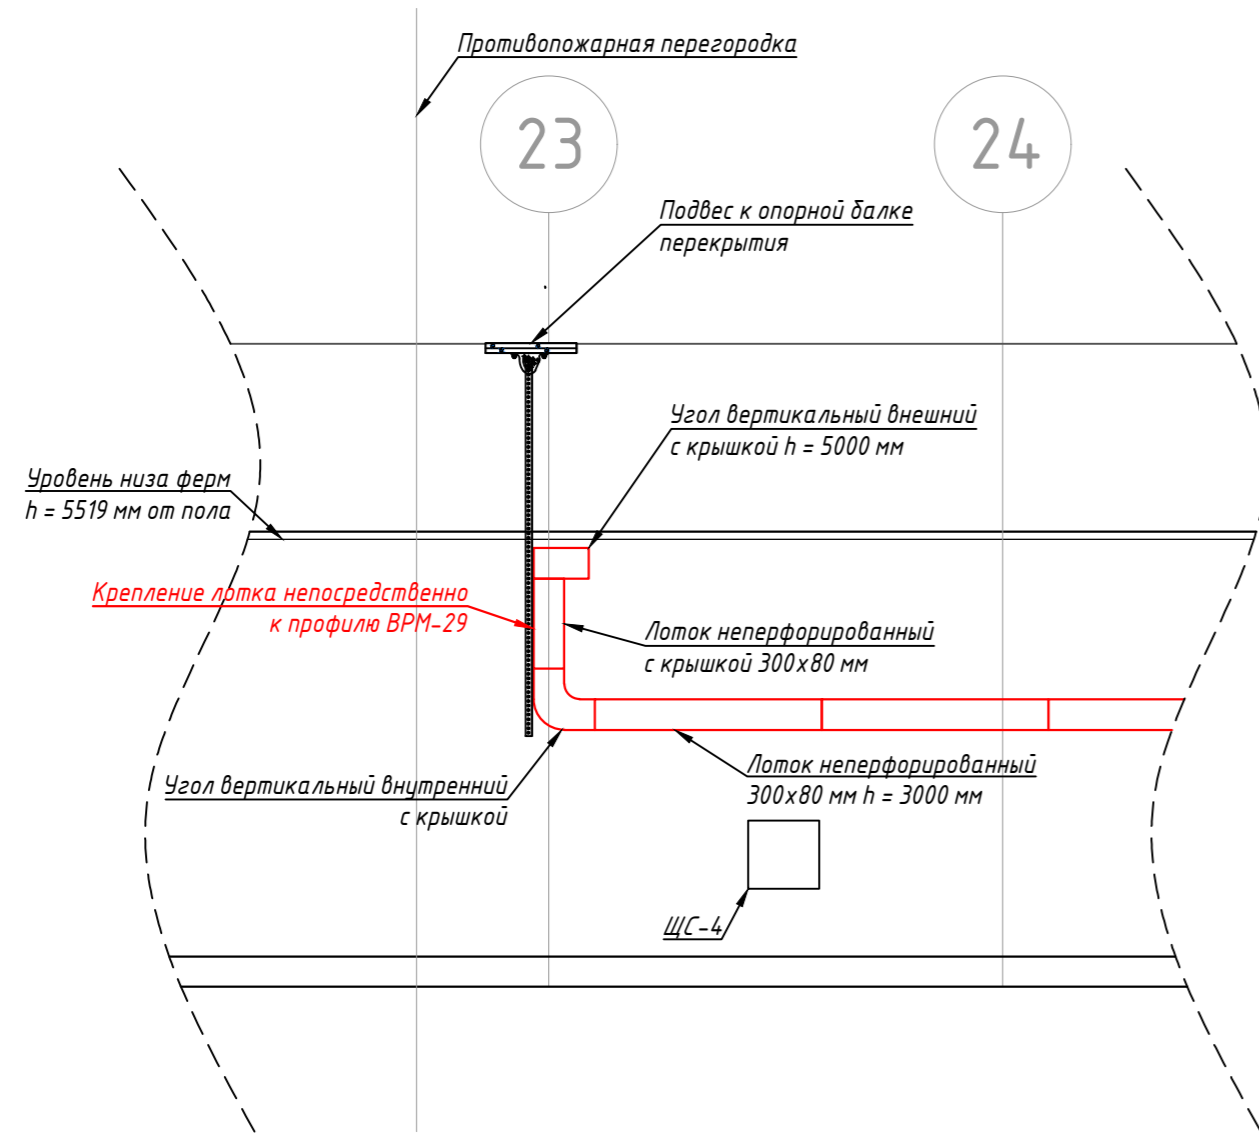 Противопожарная перегородка
23
24
Подвес к опорной балке
перекрытия
Угол вертикальный внешний
с крышкой h = 5000 мм
Уровень низа ферм
h = 5519 мм от пола
Крепление лотка непосредственно
к профилю BPM-29
Лоток неперфорированный
с крышкой 300х80 мм
Лоток неперфорированный
300х80 мм h = 3000 мм
Угол вертикальный внутренний
с крышкой
ЩС-4